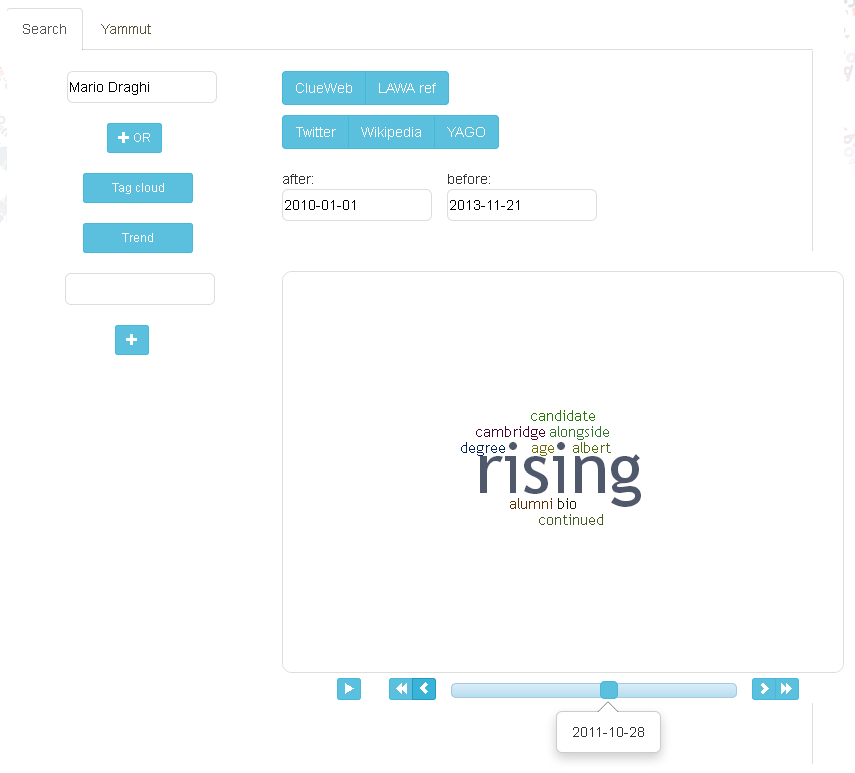 Search Yammut
Mario Draghi
OR
Tag cloud
Trend
ClueWeb LAWA ref
Twitter Wikipedia YAGO
after: before:
2010-01-01 2013-11-21
candidate
cambridge alongside
degree age albert
rising
alumni bio
continued
2011-10-28